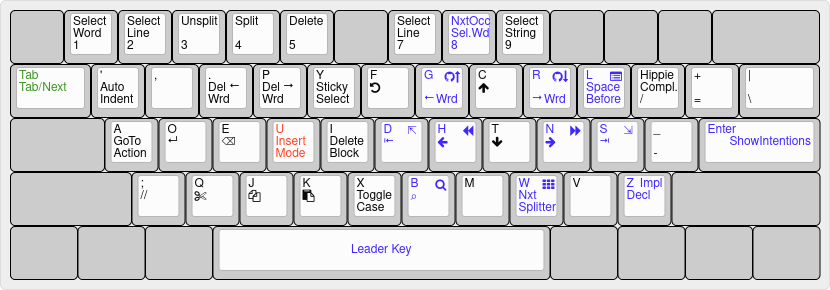 Select Word 1
Select Line 2
Unsplit 3
Split 4
Delete 5
Select Line 7
NxtOcc Sel.Wd 8
Select String 9
Tab Tab/Next
' Auto Indent
,
. Del ← Wrd
P Del → Wrd
Y Sticky Select
F
G ← Wrd
C
R → Wrd
L Space Before
Hippie Compl. /
+ =
| \
A GoTo Action
O ↵
E ⌫
U Insert Mode
I Delete Block
D ⇱ ⇤
H
T
N
S ⇲ ⇥
_ -
Enter ShowIntentions
; //
Q
J
K
X Toggle Case
B ⌕
M
W Nxt Splitter
V
Z Impl Decl
Leader Key